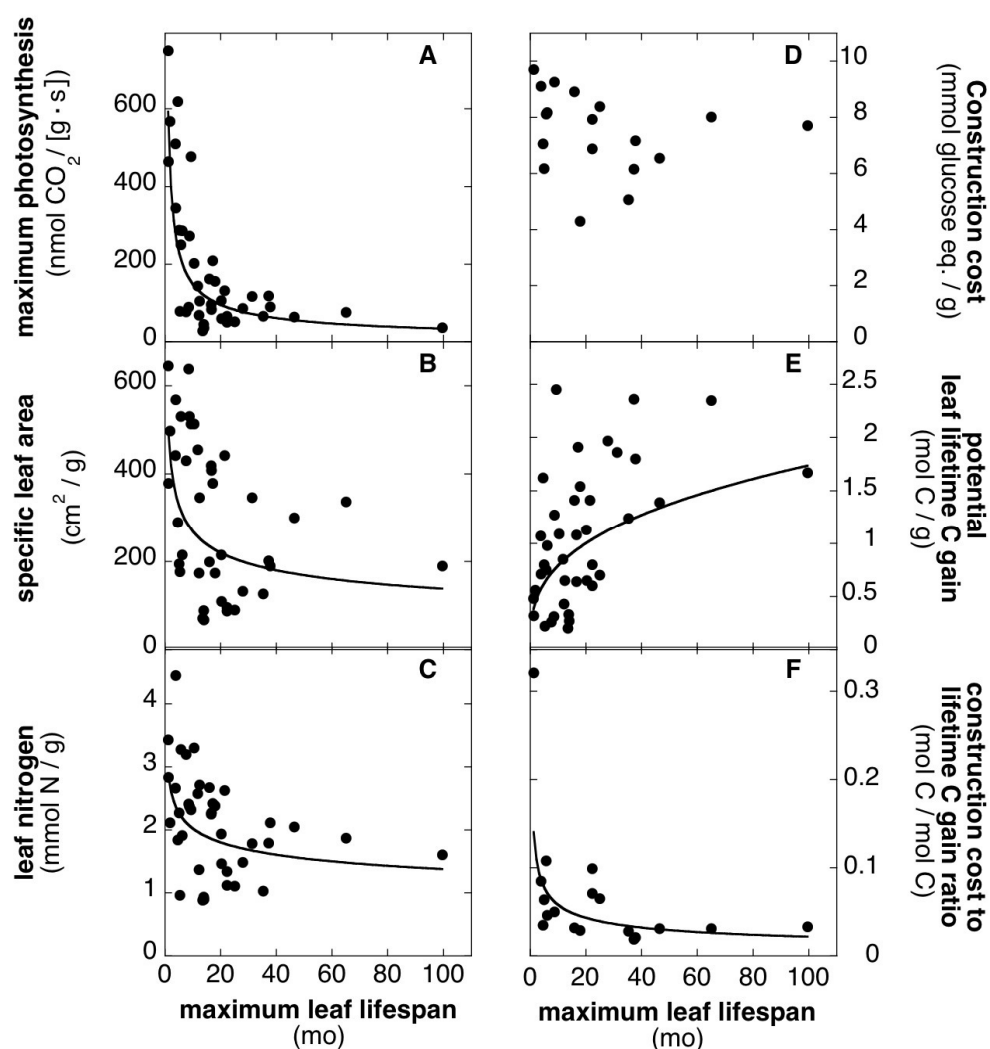 maximum photosynthesis
(nmol CO2/ [g · s])
600
400
200
0
A
specific leaf area
(cm2 / g)
600
400
200
0
B
leaf nitrogen
(mmol N / g)
4
3
2
1
0
C
0 20 40 60 80 100
maximum leaf lifespan
(mo)
D
10
8
6
4
2
0
Construction cost
(mmol glucose eq. / g)
E
2.5
2
1.5
1
0.5
0
potential
leaf lifetime C gain
(mol C / g)
F
0.3
0.2
0.1
0
construction cost to
lifetime C gain ratio
(mol C / mol C)
0 20 40 60 80 100
maximum leaf lifespan
(mo)